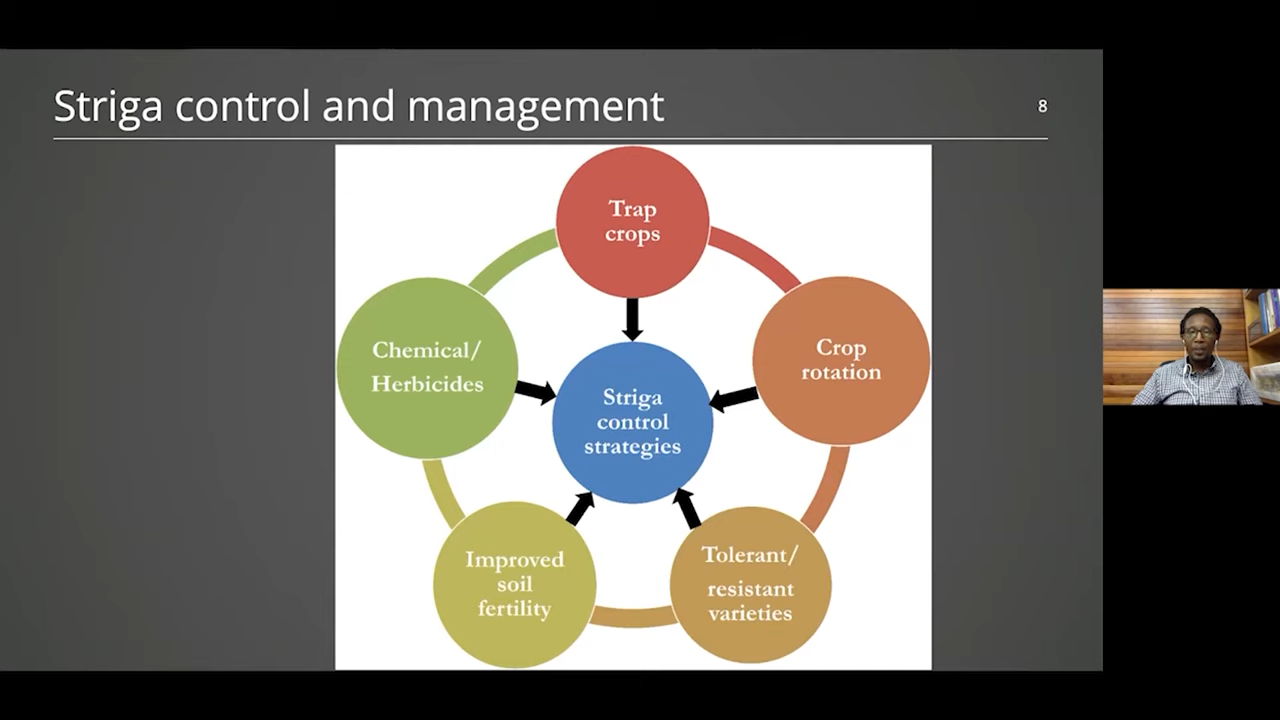 Striga control and management
8
Trap
crops
Chemical/
Herbicides
Crop
rotation
Striga
control
strategies
Improved
soil
fertility
Tolerant/
resistant
varieties